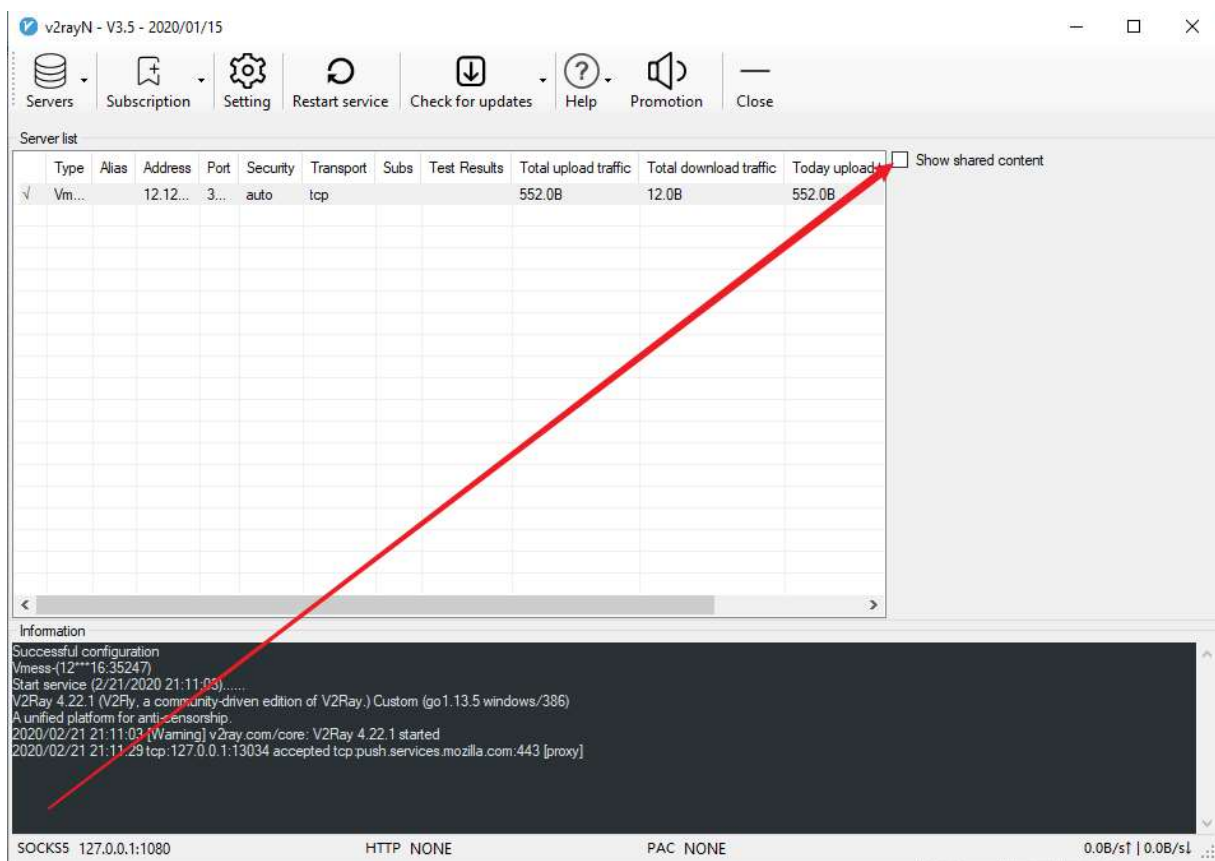 v2rayN - V3.5 - 2020/01/15
Servers Subscription Setting Restart service Check for updates Help Promotion Close
Server list
Type Alias Address Port Security Transport Subs Test Results Total upload traffic Total download traffic Today upload
Show shared content
√ Vm... 12.12... 3... auto tcp 552.0B 12.0B 552.0B
Information
Successful configuration
Vmess-(12***16:35247)
Start service (2/21/2020 21:11:03)......
V2Ray 4.22.1 (V2Fly, a community-driven edition of V2Ray.) Custom (go1.13.5 windows/386)
A unified platform for anti-censorship.
2020/02/21 21:11:03 [Warning] v2ray.com/core: V2Ray 4.22.1 started
2020/02/21 21:11:29 tcp:127.0.0.1:13034 accepted tcp:push.services.mozilla.com:443 [proxy]
SOCKS5 127.0.0.1:1080 HTTP NONE PAC NONE 0.0B/s↑ | 0.0B/s↓